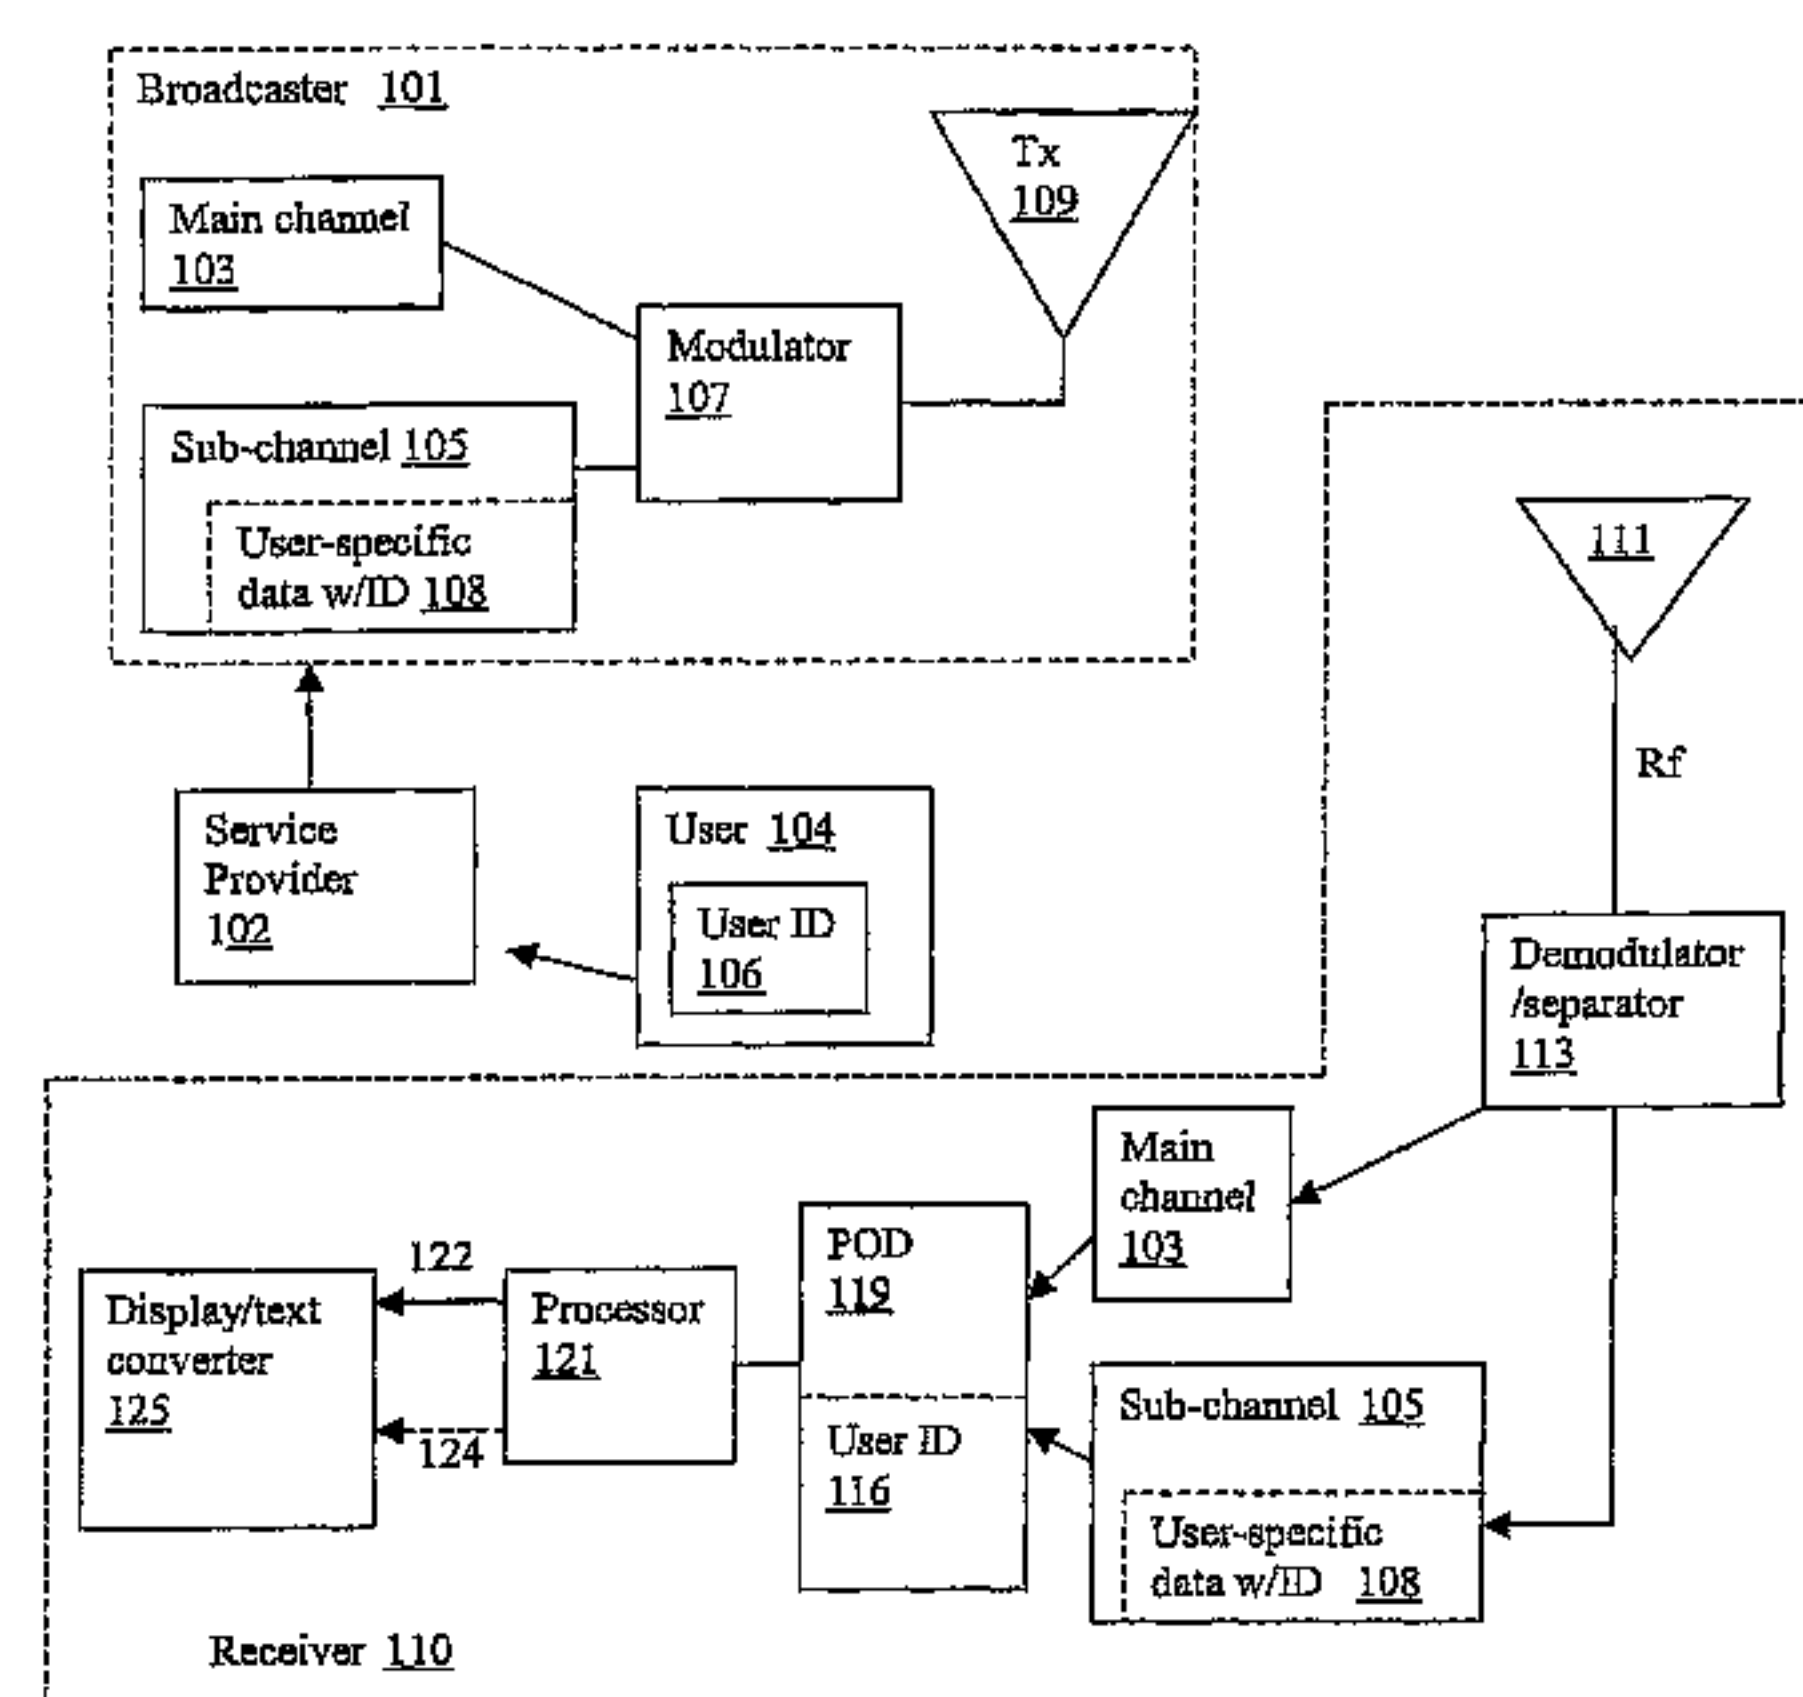 Broadcaster 101
Tx
109
Main channel
103
Modulator
107
Sub-channel 105
User-specific
data w/ID 108
111
Rf
Service
Provider
102
User 104
User ID
106
Demodulator
/separator
113
Main
channel
103
POD
119
122
Display/text
converter
125
Processor
121
124
User ID
116
Sub-channel 105
User-specific
data w/ID 108
Receiver 110